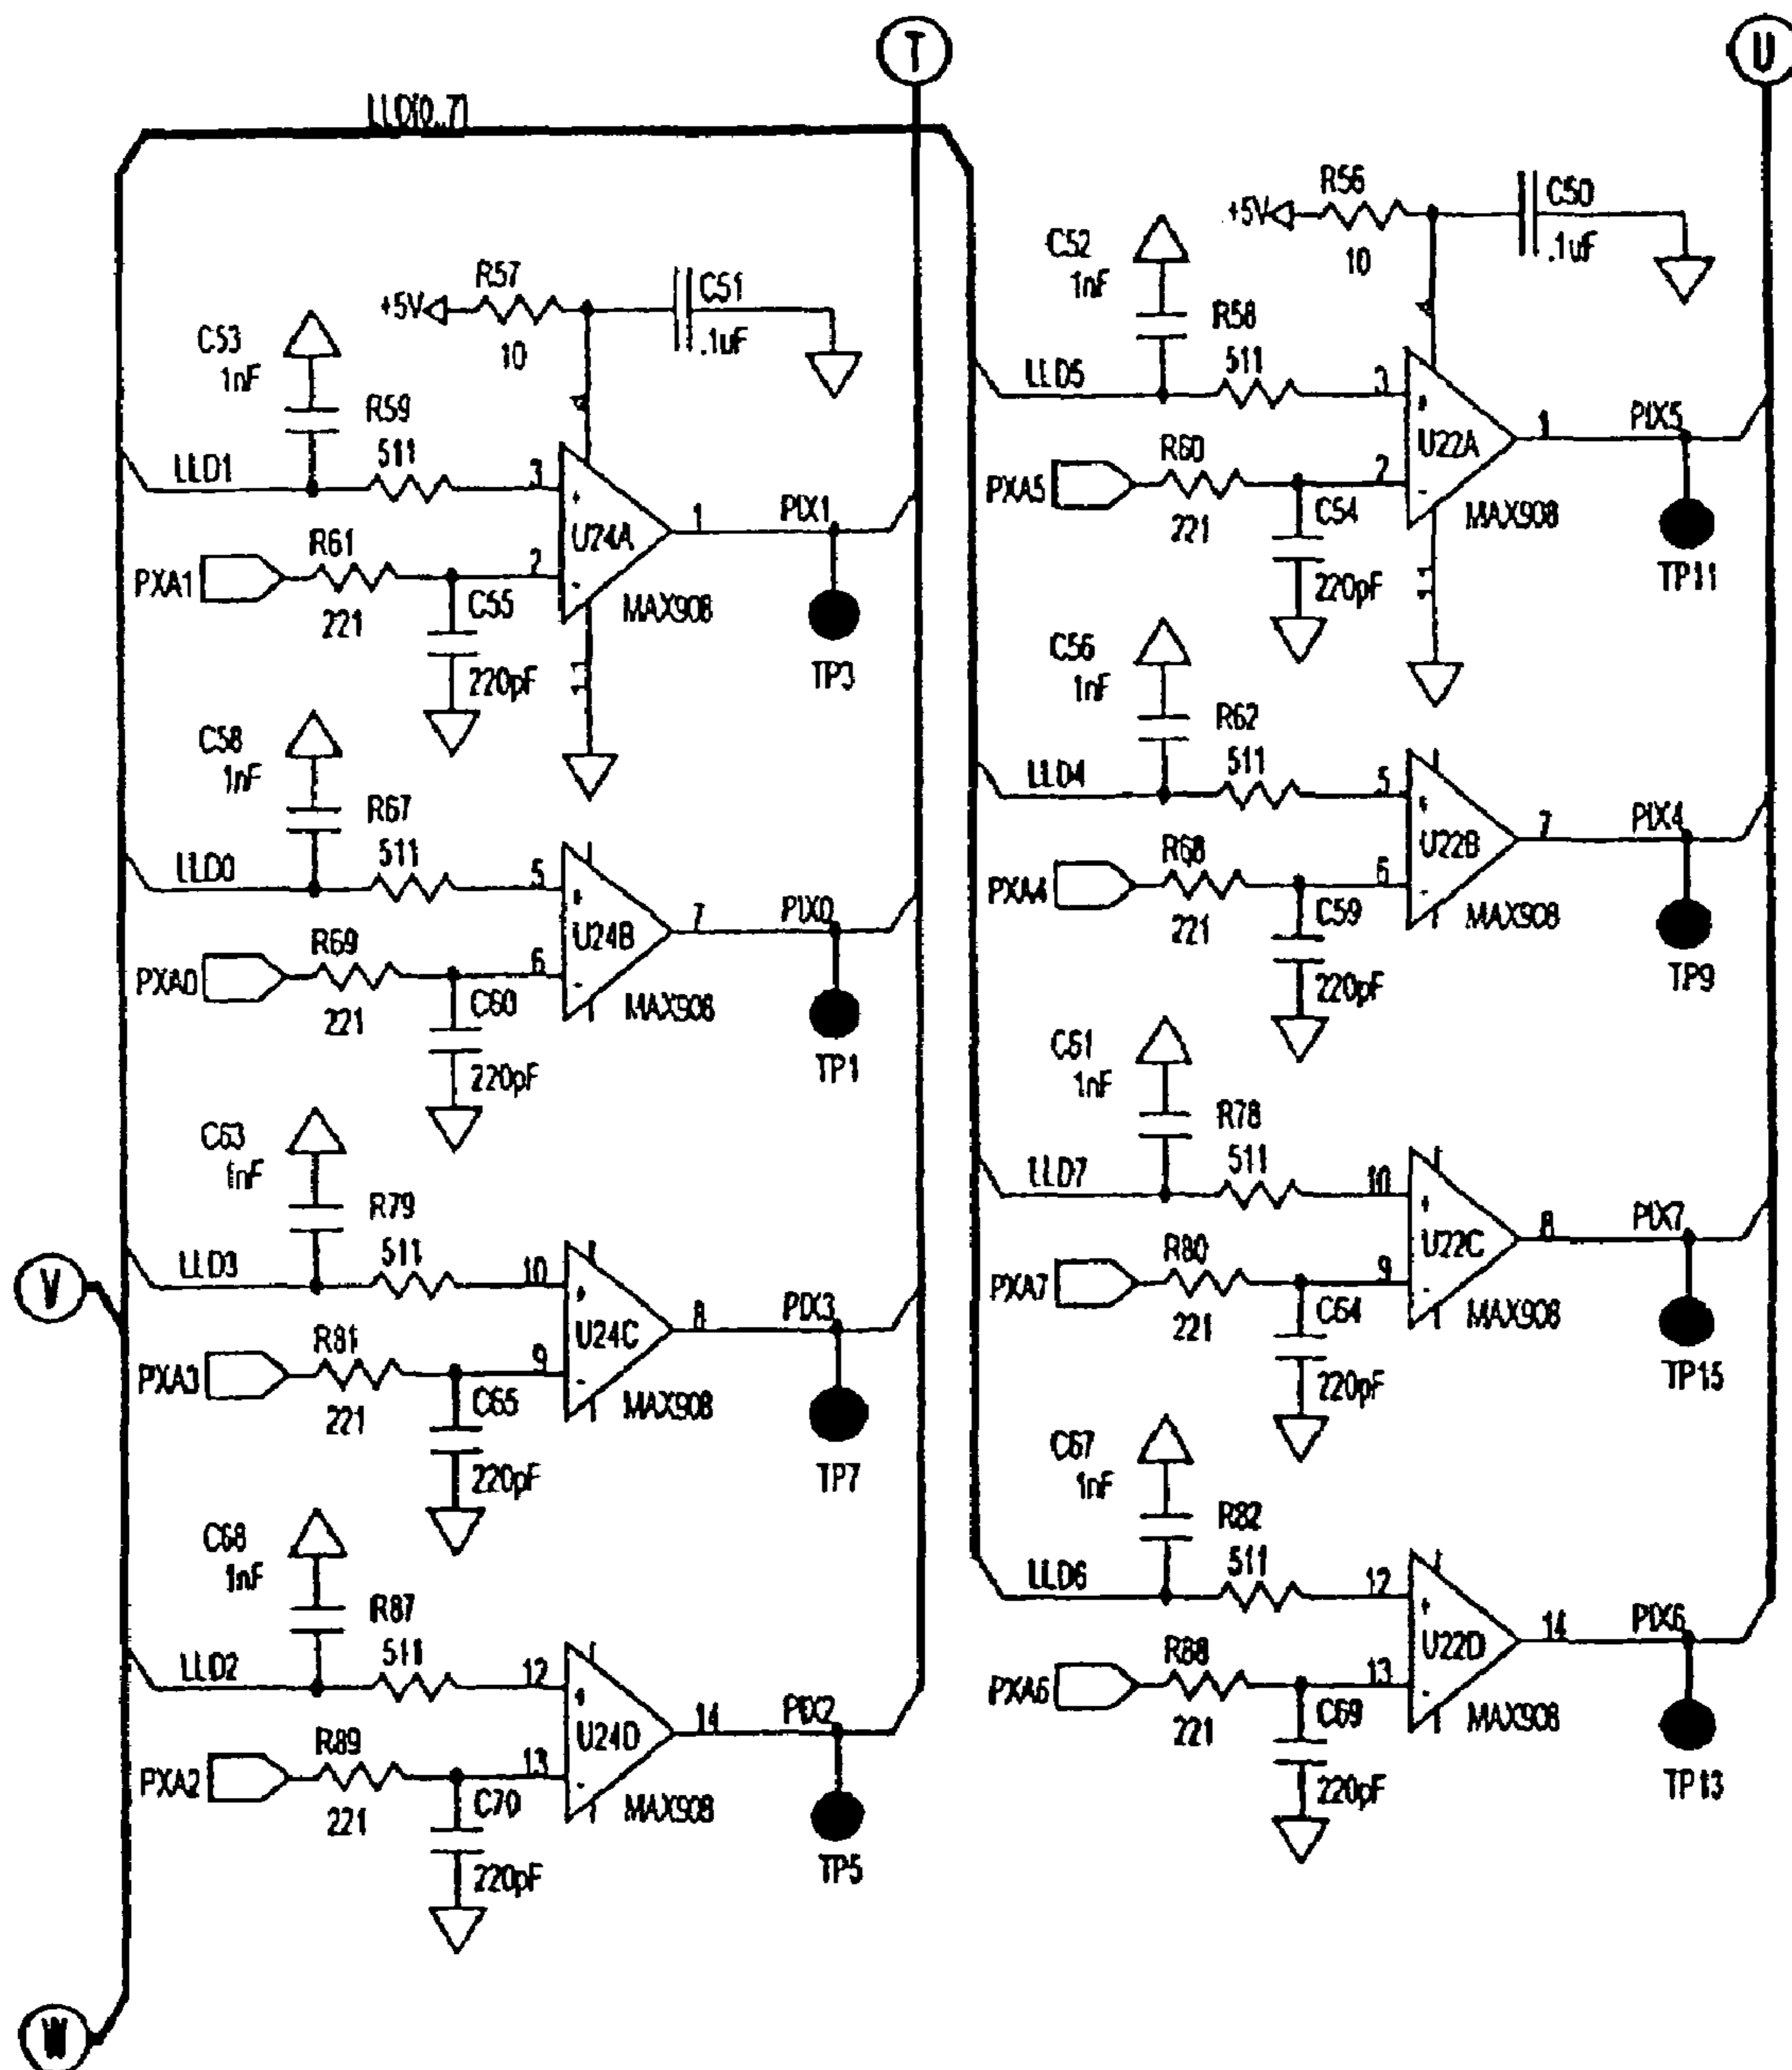 T
U
LLD[0..7]
R57
+5V
10
C51
.1uF
C53
1nF
R59
511
LLD1
3
4
+
U24A
1
PIX1
R61
PXA1
221
2
-
C55
220pF
MAX908
11
TP3
C58
1nF
R67
511
LLD0
5
+
U24B
7
PIX0
R69
PXA0
221
6
-
C60
220pF
MAX908
TP1
C63
1nF
R79
511
V
LLD3
10
+
U24C
8
PIX3
R81
PXA3
221
9
-
C65
220pF
MAX908
TP7
C68
1nF
R87
511
LLD2
12
+
U24D
14
PIX2
R89
PXA2
221
13
-
C70
220pF
MAX908
TP5
W
R56
+5V
10
C50
.1uF
C52
1nF
R58
511
LLD5
3
4
+
U22A
1
PIX5
R60
PXA5
221
2
-
C54
220pF
MAX908
11
TP11
C56
1nF
R62
511
LLD4
5
+
U22B
7
PIX4
R68
PXA4
221
6
-
C59
220pF
MAX908
TP9
C61
1nF
R78
511
LLD7
10
+
U22C
8
PIX7
R80
PXA7
221
9
-
C64
220pF
MAX908
TP15
C67
1nF
R82
511
LLD6
12
+
U22D
14
PIX6
R88
PXA6
221
13
-
C69
220pF
MAX908
TP13